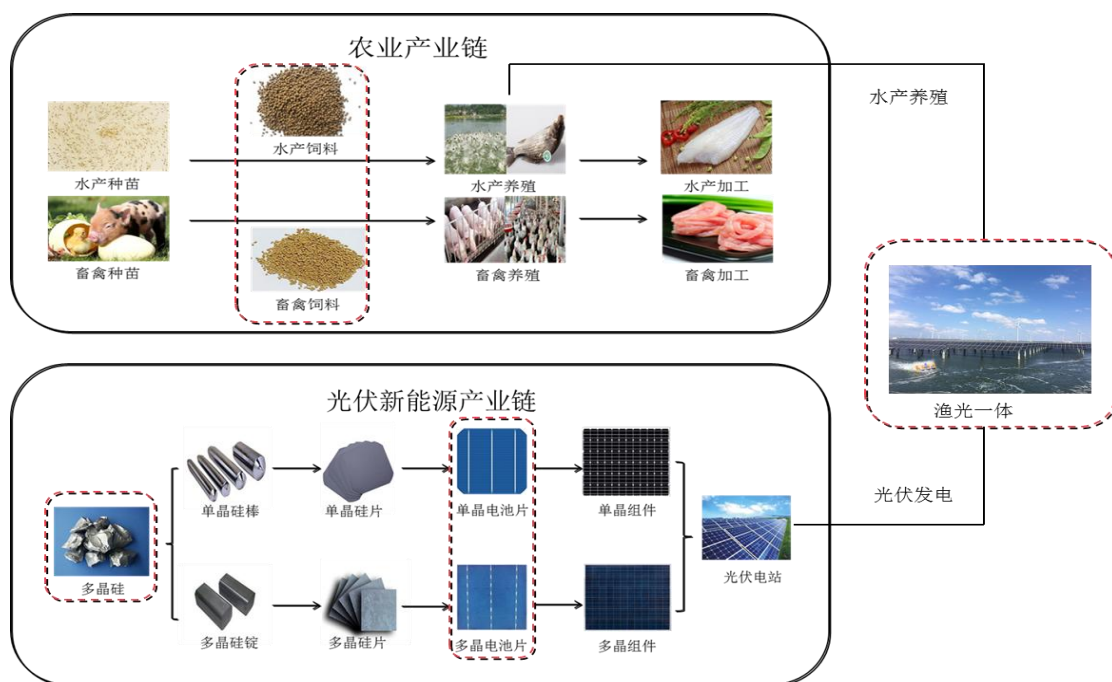 农业产业链
水产养殖
水产饲料
水产种苗
水产养殖
水产加工
畜禽种苗
畜禽养殖
畜禽加工
畜禽饲料
渔光一体
光伏新能源产业链
光伏发电
单晶硅棒
单晶硅片
单晶电池片
单晶组件
多晶硅
光伏电站
多晶硅锭
多晶硅片
多晶电池片
多晶组件